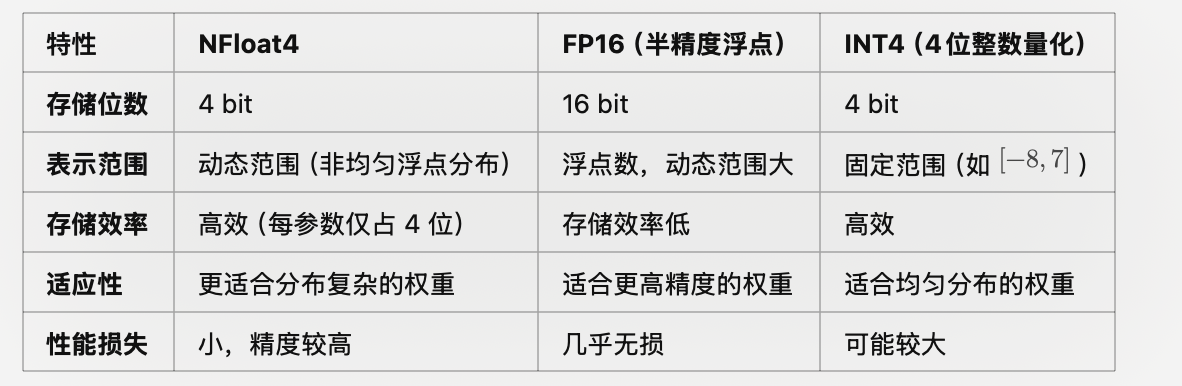 特性 NFloat4 FP16（半精度浮点） INT4（4位整数量化）
存储位数 4 bit 16 bit 4 bit
表示范围 动态范围（非均匀浮点分布） 浮点数，动态范围大 固定范围（如 [−8, 7] ）
存储效率 高效（每参数仅占 4 位） 存储效率低 高效
适应性 更适合分布复杂的权重 适合更高精度的权重 适合均匀分布的权重
性能损失 小，精度较高 几乎无损 可能较大